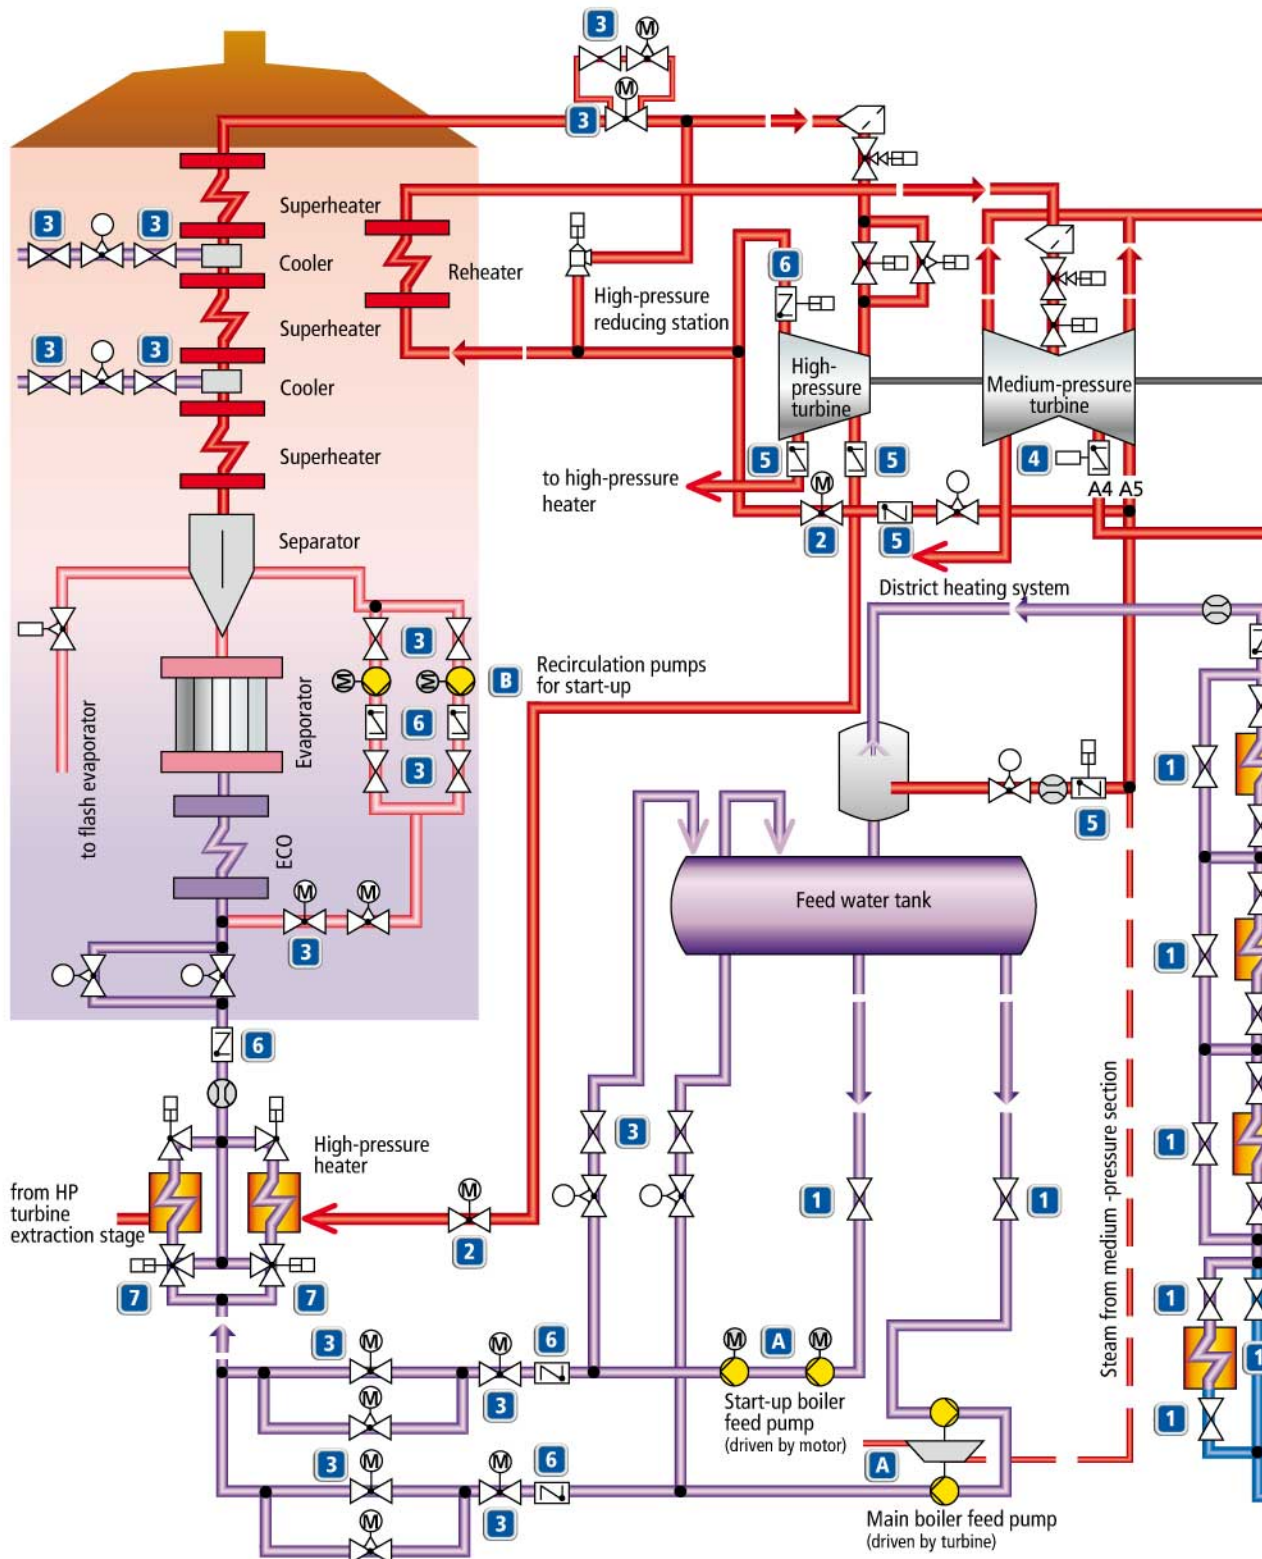 3
M
M
3
Superheater
3
3
Cooler
Reheater
6
High-pressure
reducing station
Superheater
3
3
Cooler
High-
pressure
turbine
Medium-pressure
turbine
Superheater
5
5
4
to high-pressure
heater
M
A4
A5
2
5
Separator
District heating system
3
M
M
B
Recirculation pumps
for start-up
Evaporator
6
3
to flash evaporator
1
5
ECO
M
M
3
Feed water tank
1
6
High-pressure
heater
3
1
from HP
turbine
extraction stage
M
2
1
1
Steam from medium -pressure section
7
7
1
3
M
M
6
M
A
M
1
3
Start-up boiler
feed pump
(driven by motor)
1
M
3
M
M
6
A
3
M
Main boiler feed pump
(driven by turbine)